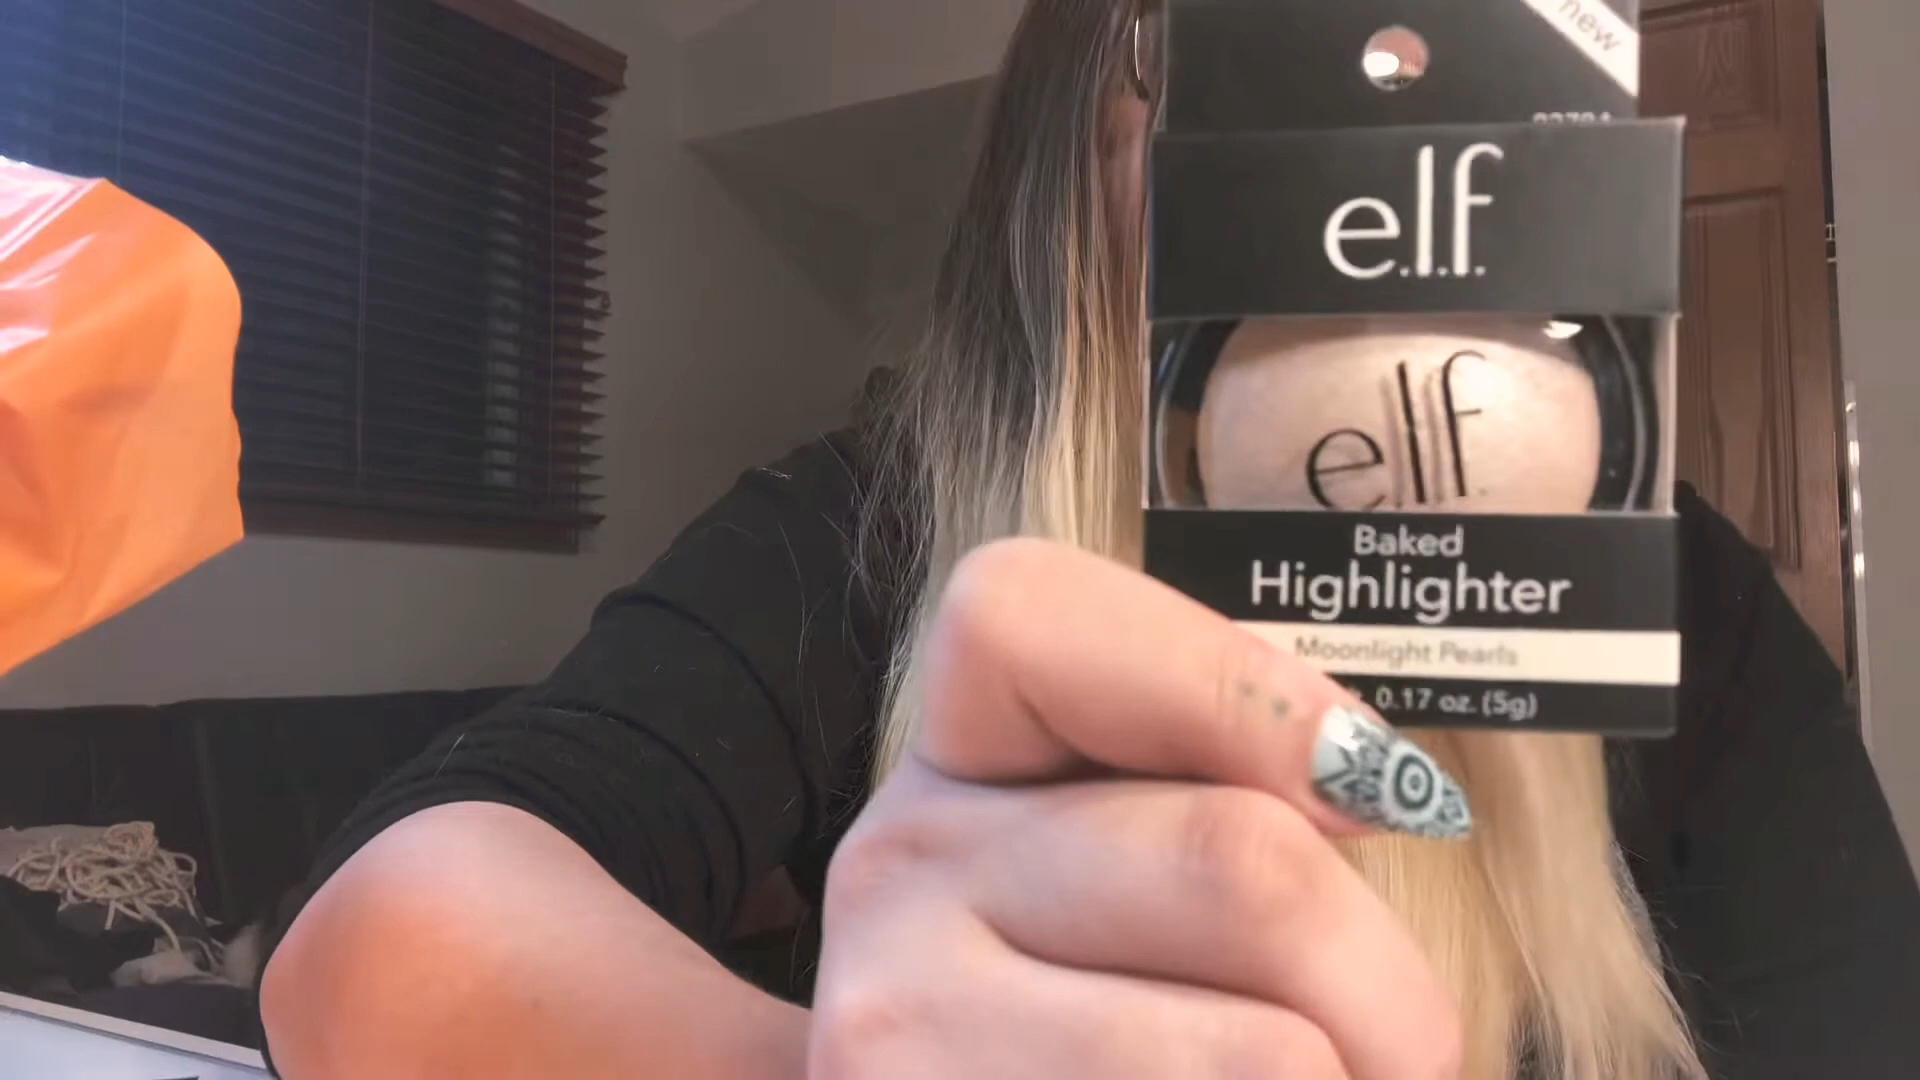 new
e.l.f.
e.l.f.
Baked
Highlighter
Moonlight Pearls
0.17 oz. (5g)